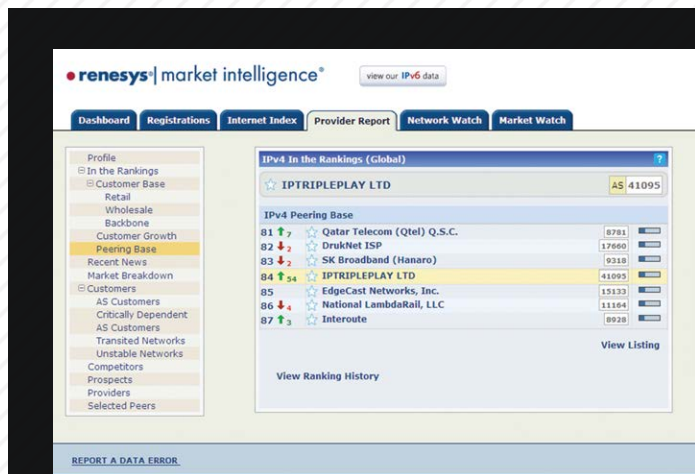 renesys® | market intelligence®
view our IPv6 data
Dashboard
Registrations
Internet Index
Provider Report
Network Watch
Market Watch
Profile
In the Rankings
Customer Base
Retail
Wholesale
Backbone
Customer Growth
Peering Base
Recent News
Market Breakdown
Customers
AS Customers
Critically Dependent
AS Customers
Transited Networks
Unstable Networks
Competitors
Prospects
Providers
Selected Peers
IPv4 In the Rankings (Global) ?
IPTRIPLEPLAY LTD AS 41095
IPv4 Peering Base
81 7 Qatar Telecom (Qtel) Q.S.C. 8781
82 2 DrukNet ISP 17660
83 2 SK Broadband (Hanaro) 9318
84 54 IPTRIPLEPLAY LTD 41095
85 EdgeCast Networks, Inc. 15133
86 4 National LambdaRail, LLC 11164
87 3 Interoute 8928
View Listing
View Ranking History
REPORT A DATA ERROR